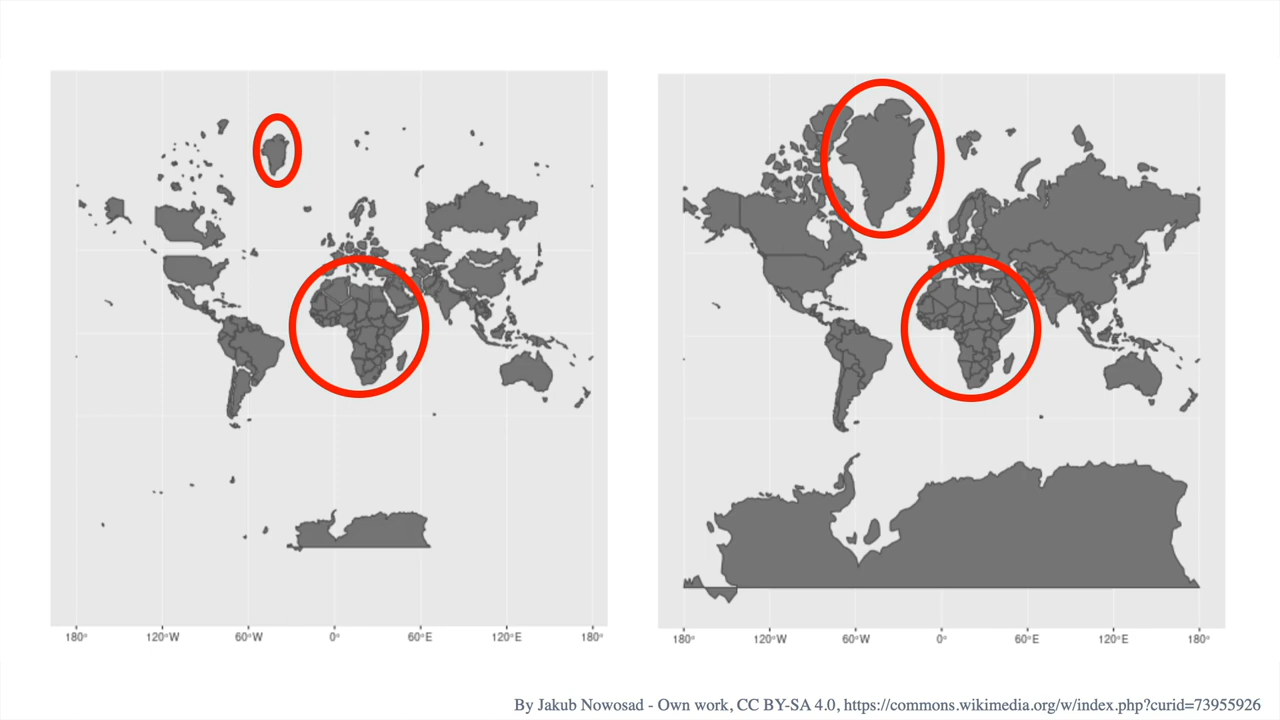 180° 120°W 60°W 0° 60°E 120°E 180°
180° 120°W 60°W 0° 60°E 120°E 180°
By Jakub Nowosad - Own work, CC BY-SA 4.0, https://commons.wikimedia.org/w/index.php?curid=73955926